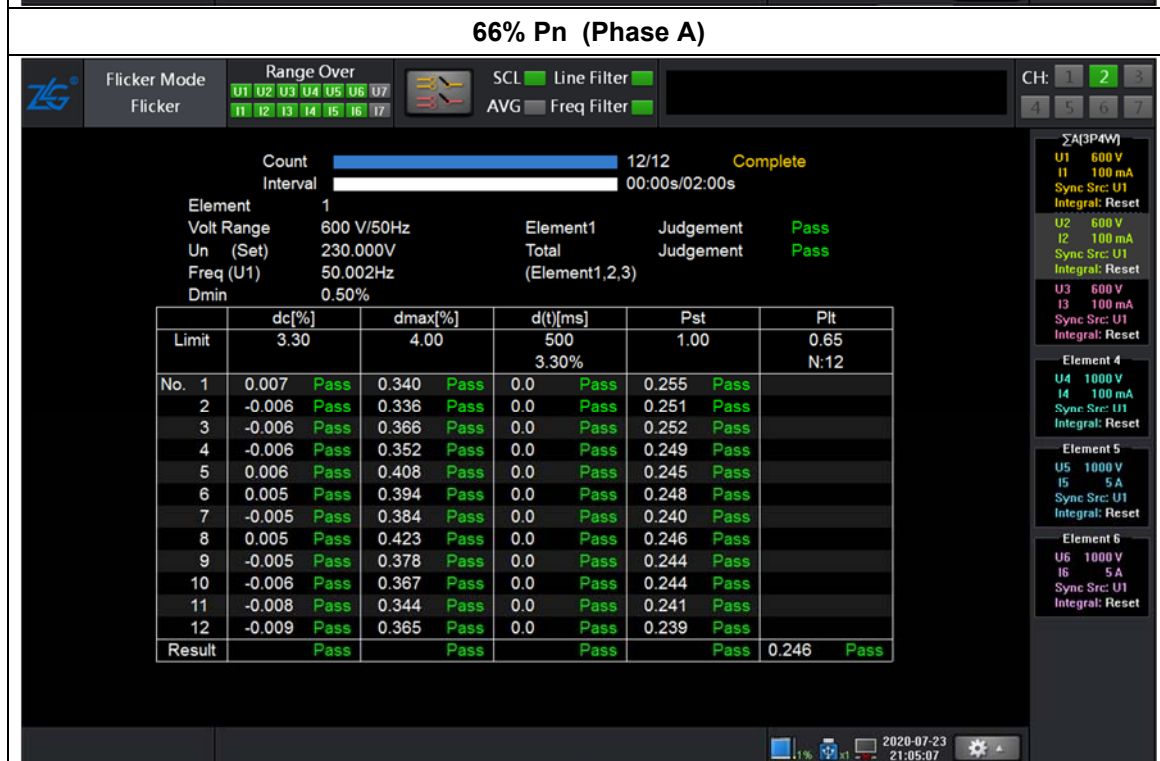 66% Pn (Phase A)
ZLG®
Flicker Mode
Flicker
Range Over
U1 U2 U3 U4 U5 U6 U7
I1 I2 I3 I4 I5 I6 I7
SCL Line Filter
AVG Freq Filter
CH: 1 2 3
4 5 6 7
Count 12/12 Complete
Interval 00:00s/02:00s
Element 1
Volt Range 600 V/50Hz Element1 Judgement Pass
Un (Set) 230.000V Total Judgement Pass
Freq (U1) 50.002Hz (Element1,2,3)
Dmin 0.50%
dc[%] dmax[%] d(t)[ms] Pst Plt
Limit 3.30 4.00 500 1.00 0.65
3.30% N:12
No. 1 0.007 Pass 0.340 Pass 0.0 Pass 0.255 Pass
2 -0.006 Pass 0.336 Pass 0.0 Pass 0.251 Pass
3 -0.006 Pass 0.366 Pass 0.0 Pass 0.252 Pass
4 -0.006 Pass 0.352 Pass 0.0 Pass 0.249 Pass
5 0.006 Pass 0.408 Pass 0.0 Pass 0.245 Pass
6 0.005 Pass 0.394 Pass 0.0 Pass 0.248 Pass
7 -0.005 Pass 0.384 Pass 0.0 Pass 0.240 Pass
8 0.005 Pass 0.423 Pass 0.0 Pass 0.246 Pass
9 -0.005 Pass 0.378 Pass 0.0 Pass 0.244 Pass
10 -0.006 Pass 0.367 Pass 0.0 Pass 0.244 Pass
11 -0.008 Pass 0.344 Pass 0.0 Pass 0.241 Pass
12 -0.009 Pass 0.365 Pass 0.0 Pass 0.239 Pass
Result Pass Pass Pass Pass 0.246 Pass
ΣA(3P4W)
U1 600 V
I1 100 mA
Sync Src: U1
Integral: Reset
U2 600 V
I2 100 mA
Sync Src: U1
Integral: Reset
U3 600 V
I3 100 mA
Sync Src: U1
Integral: Reset
Element 4
U4 1000 V
I4 100 mA
Sync Src: U1
Integral: Reset
Element 5
U5 1000 V
I5 5 A
Sync Src: U1
Integral: Reset
Element 6
U6 1000 V
I6 5 A
Sync Src: U1
Integral: Reset
1% x1 2020-07-23
21:05:07